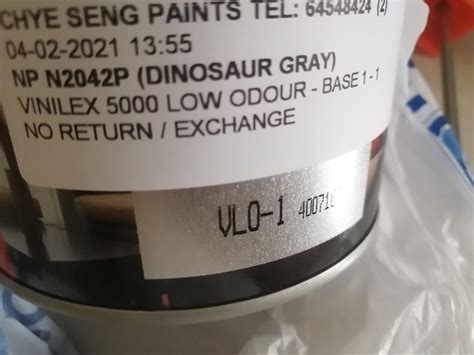 CHYE SENG PAiNTS TEL: 64548424 (2)
04-02-2021 13:55
NP N2042P (DINOSAUR GRAY)
VINILEX 5000 LOW ODOUR - BASE 1 - 1
NO RETURN / EXCHANGE
VLO-1